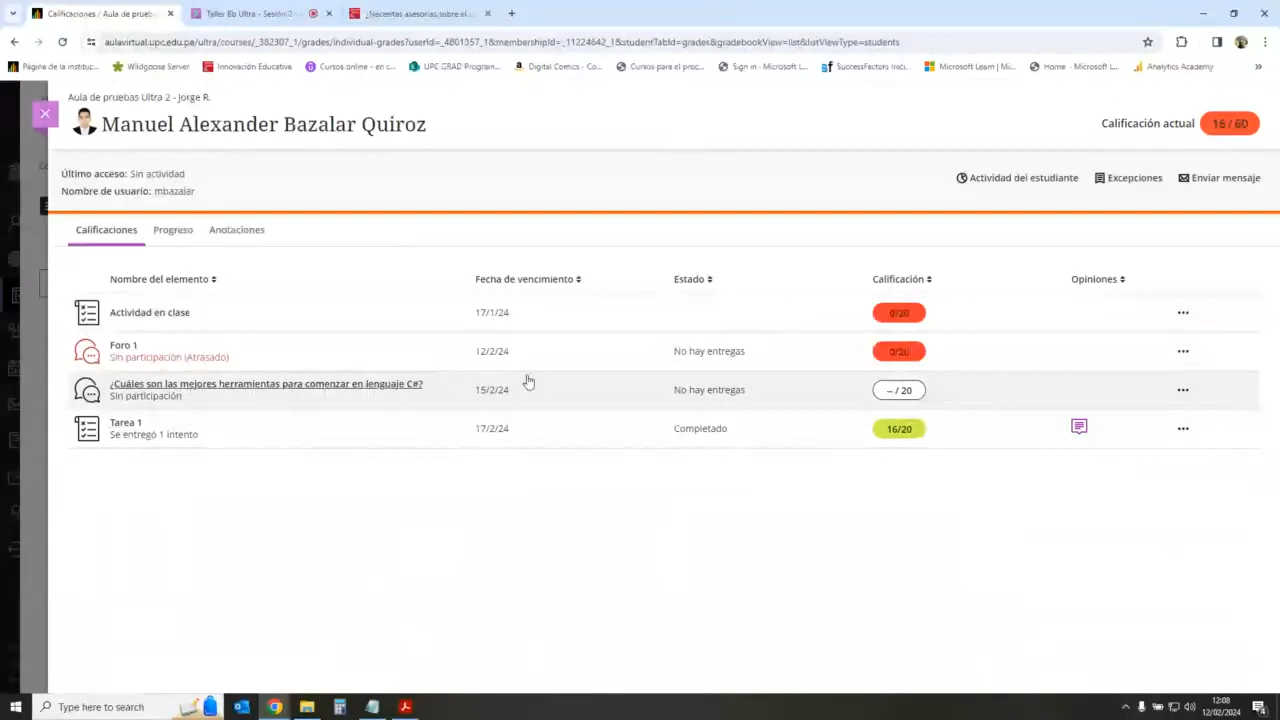 Calificaciones / Aula de prueb
Taller Bb Ultra - Sesión 2
¿Necesitas asesorías sobre el
aulavirtual.upc.edu.pe/ultra/courses/_382307_1/grades/individual-grades?userId=_4801357_1&membershipId=_11224642_1&studentTabId=grades&gradebookView=list&listViewType=students
Página de la instituc...
Wildgoose Server
Innovación Educativa
Cursos online - en c...
UPC GRAD Program...
Digital Comics - Co...
Cursos para el proc...
Sign in - Microsoft L...
SuccessFactors Inici...
Microsoft Learn | Mi...
Home - Microsoft L...
Analytics Academy
Aula de pruebas Ultra 2 - Jorge R.
Manuel Alexander Bazalar Quiroz
Calificación actual 16 / 60
Último acceso: Sin actividad
Nombre de usuario: mbazalar
Actividad del estudiante
Excepciones
Enviar mensaje
Calificaciones
Progreso
Anotaciones
Nombre del elemento
Fecha de vencimiento
Estado
Calificación
Opiniones
Actividad en clase
17/1/24
0/20
Foro 1
Sin participación (Atrasado)
12/2/24
No hay entregas
0/20
¿Cuáles son las mejores herramientas para comenzar en lenguaje C#?
Sin participación
15/2/24
No hay entregas
-- / 20
Tarea 1
Se entregó 1 intento
17/2/24
Completado
16/20
Type here to search
12:08
12/02/2024